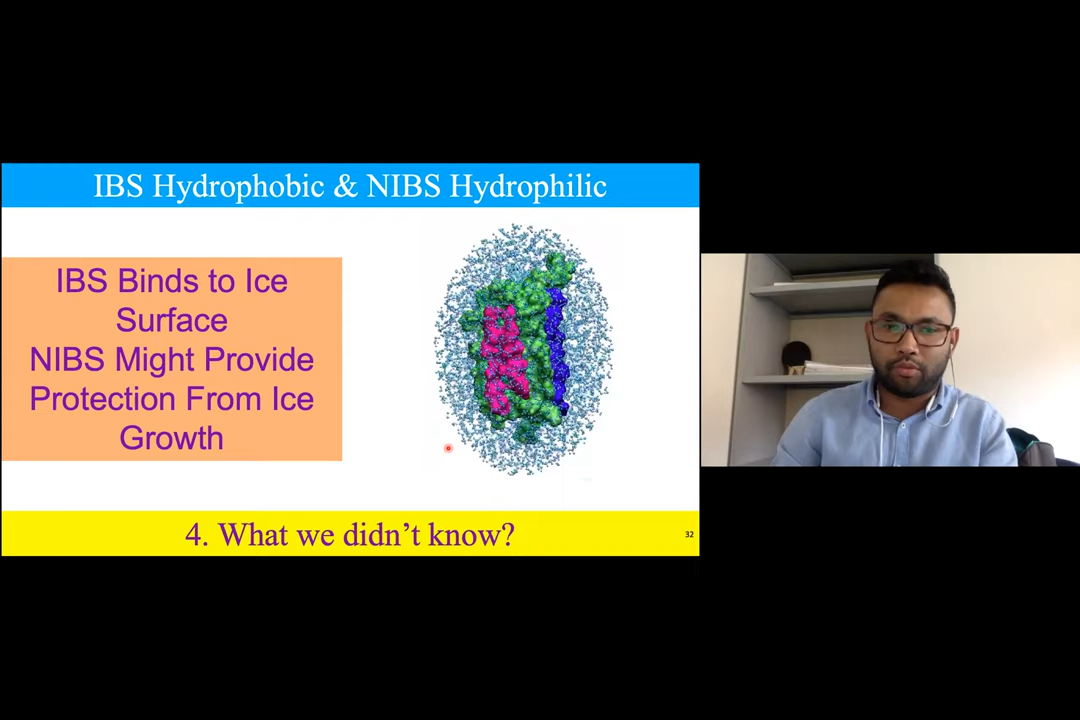 IBS Hydrophobic & NIBS Hydrophilic
IBS Binds to Ice
Surface
NIBS Might Provide
Protection From Ice
Growth
4. What we didn’t know?
32